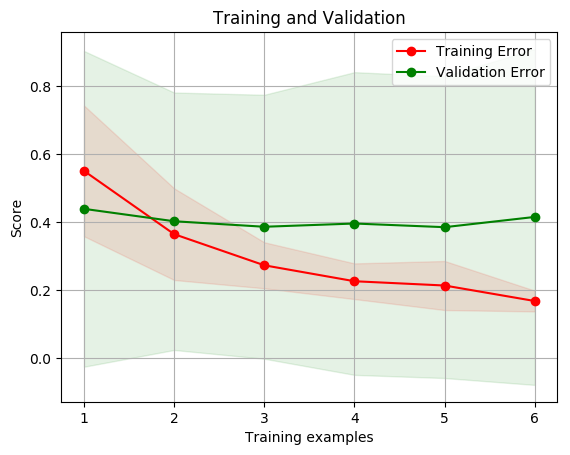 Training and Validation
Training Error
Validation Error
Score
0.8
0.6
0.4
0.2
0.0
1 2 3 4 5 6
Training examples